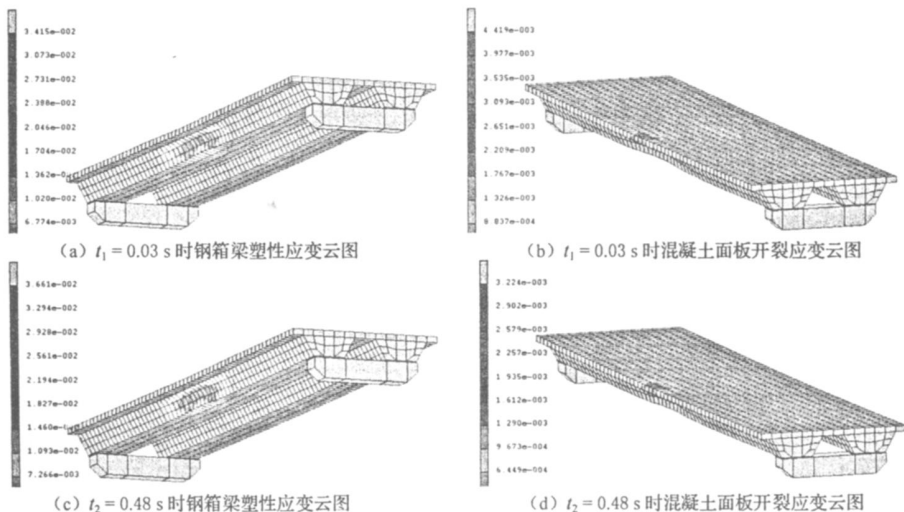 3.415e-002
3.073e-002
2.731e-002
2.388e-002
2.046e-002
1.704e-002
1.362e-0
1.020e-002
6.774e-003
4.419e-003
3.977e-003
3.535e-003
3.093e-003
2.651e-003
2.209e-003
1.767e-003
1.326e-003
8.837e-004
(a) t₁ = 0.03 s 时钢箱梁塑性应变云图
(b) t₁ = 0.03 s 时混凝土面板开裂应变云图
3.661e-002
3.294e-002
2.928e-002
2.561e-002
2.194e-002
1.827e-002
1.460e-0
1.093e-002
7.266e-003
3.224e-003
2.902e-003
2.579e-003
2.257e-003
1.935e-003
1.612e-003
1.290e-003
9.673e-004
6.449e-004
(c) t₂ = 0.48 s 时钢箱梁塑性应变云图
(d) t₂ = 0.48 s 时混凝土面板开裂应变云图